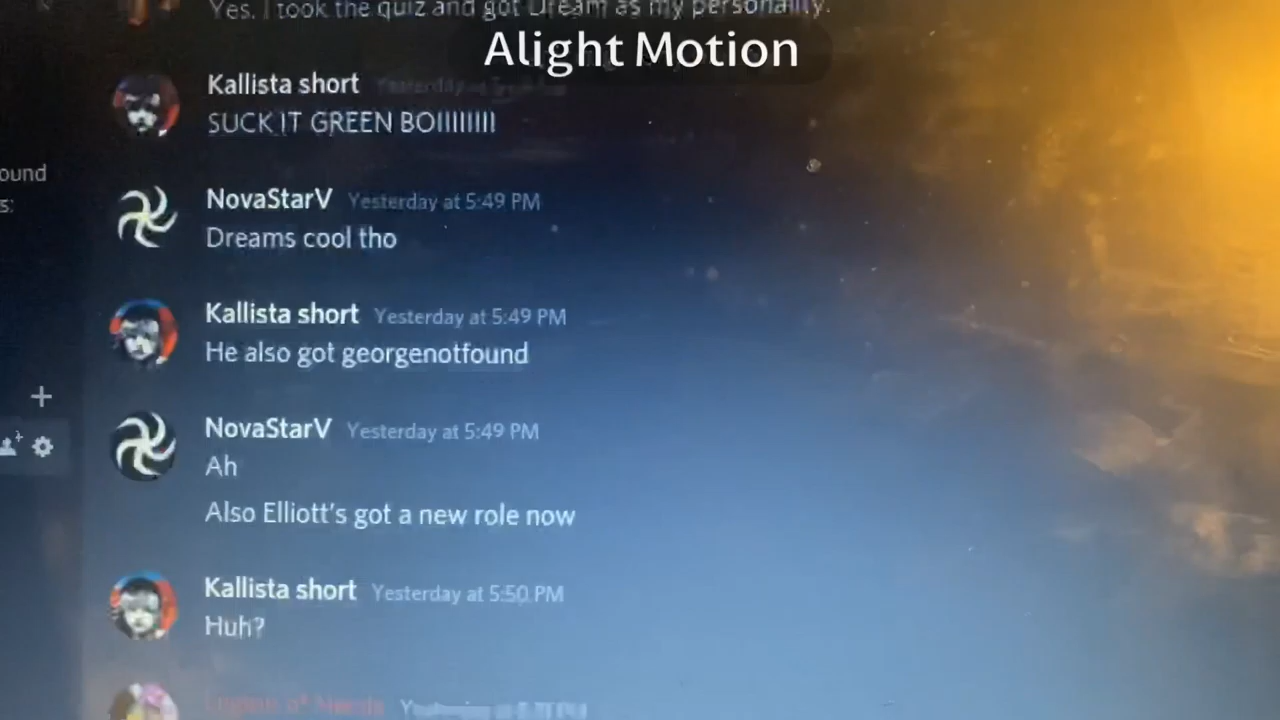 Yes. I took the quiz and got Dream as my personality.
Alight Motion
Kallista short
SUCK IT GREEN BOIIIIIIII
ound
s:
NovaStarV Yesterday at 5:49 PM
Dreams cool tho
Kallista short Yesterday at 5:49 PM
He also got georgenotfound
NovaStarV Yesterday at 5:49 PM
Ah
Also Elliott's got a new role now
Kallista short Yesterday at 5:50 PM
Huh?